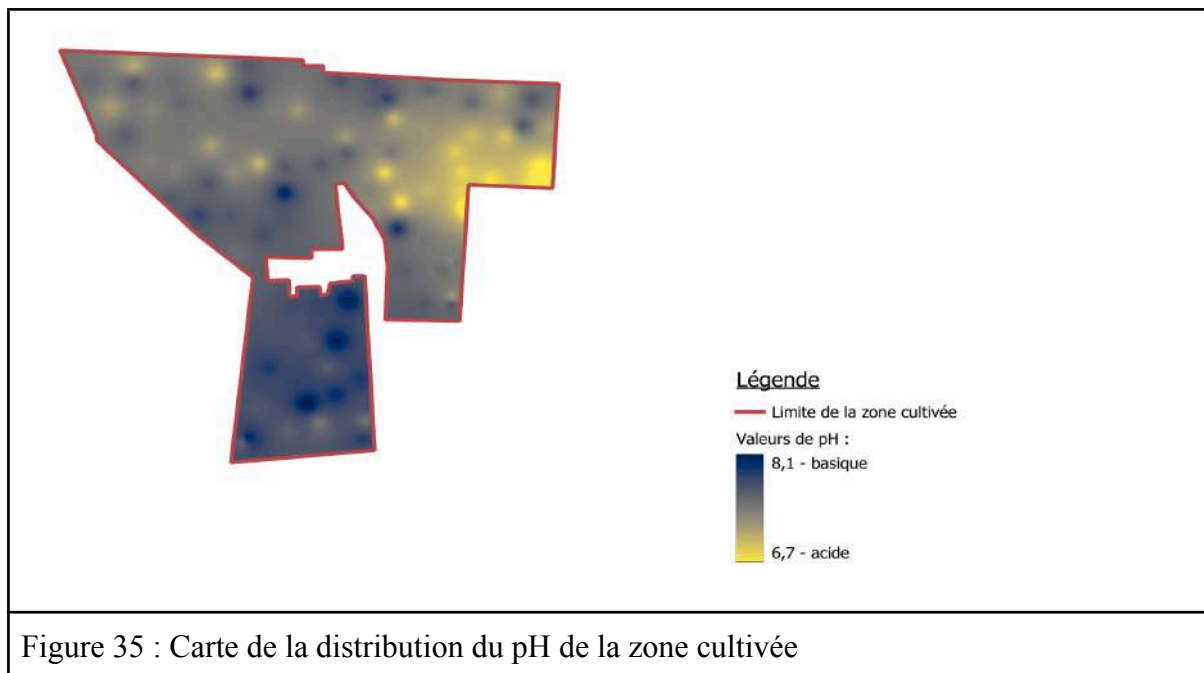 Légende
Limite de la zone cultivée
Valeurs de pH :
8,1 - basique
6,7 - acide
Figure 35 : Carte de la distribution du pH de la zone cultivée